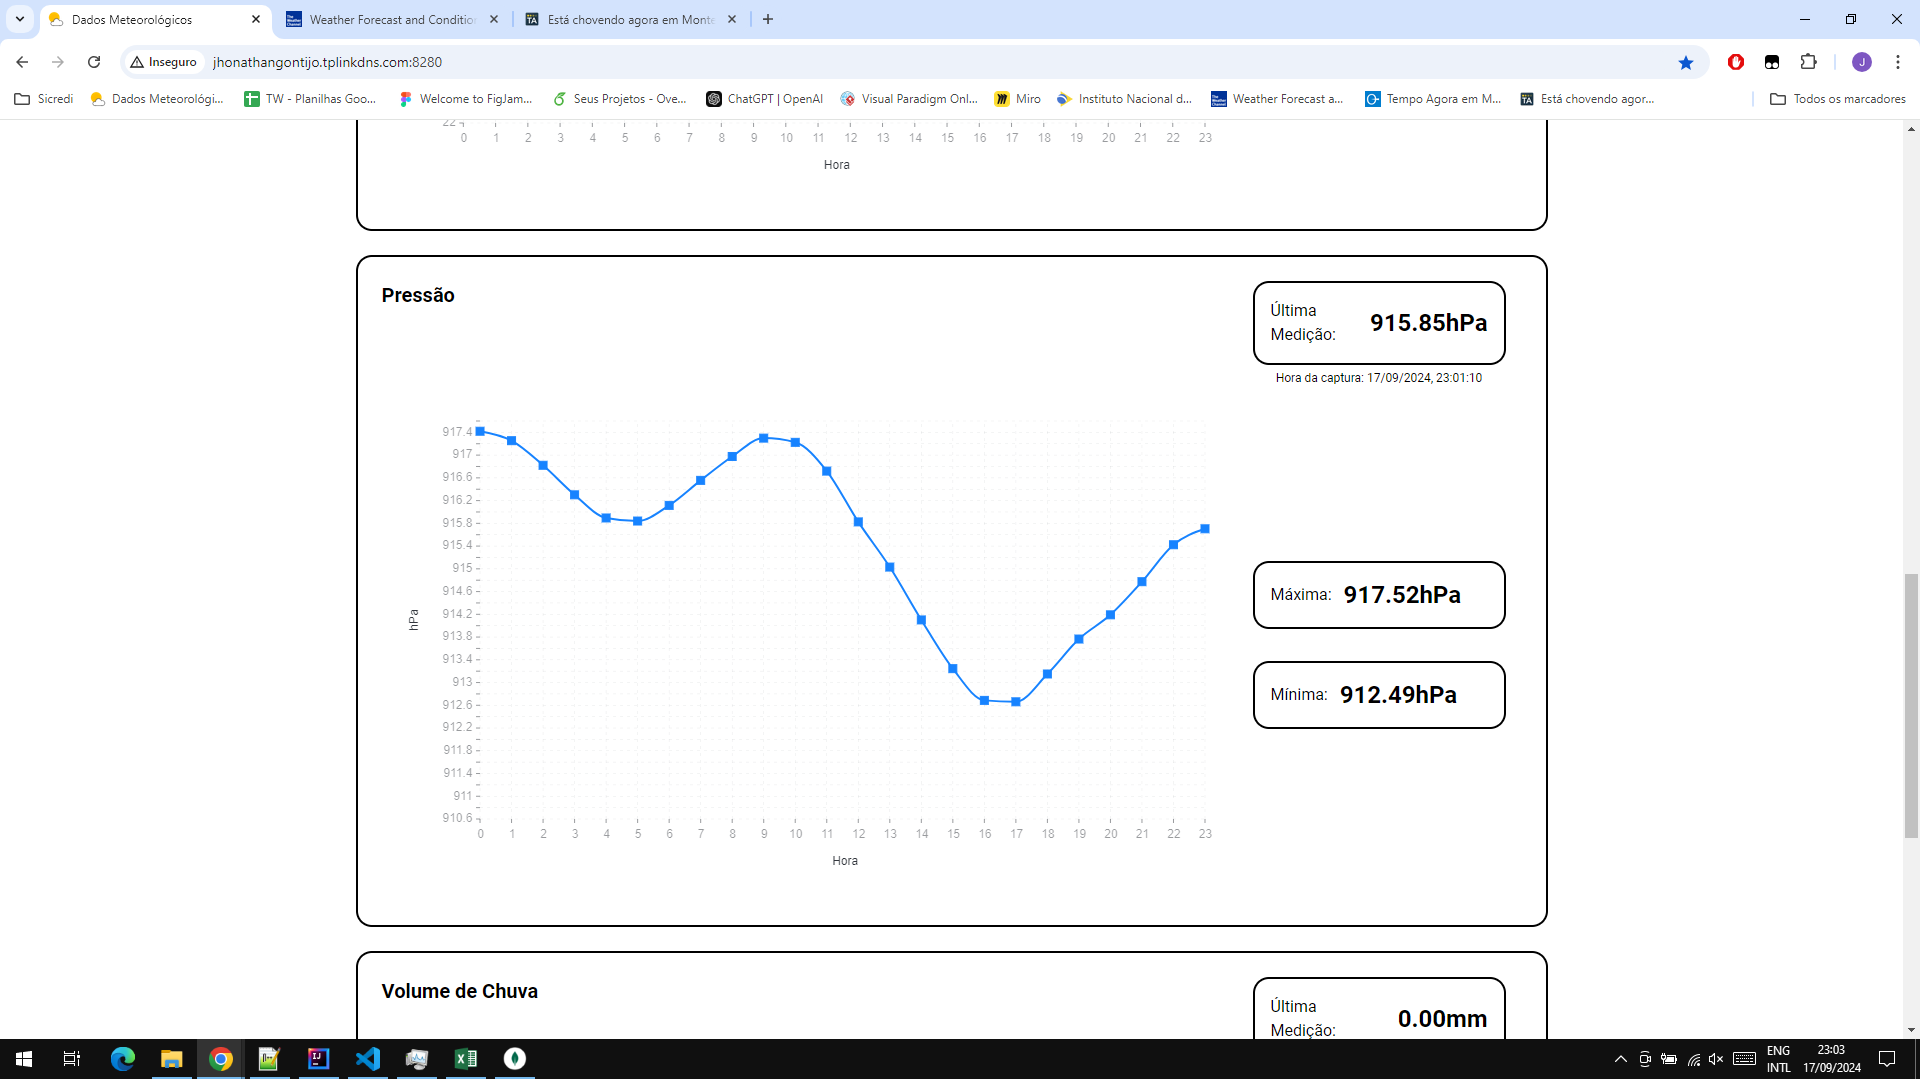 Dados Meteorológicos
Weather Forecast and Conditio
Está chovendo agora em Monte
Inseguro
jhonathangontijo.tplinkdns.com:8280
J
Sicredi
Dados Meteorológi...
TW - Planilhas Goo...
Welcome to FigJam...
Seus Projetos - Ove...
ChatGPT | OpenAI
Visual Paradigm Onl...
Miro
Instituto Nacional d...
Weather Forecast a...
Tempo Agora em M...
Está chovendo agor...
Todos os marcadores
22
0 1 2 3 4 5 6 7 8 9 10 11 12 13 14 15 16 17 18 19 20 21 22 23
Hora
Pressão
Última
Medição:
915.85hPa
Hora da captura: 17/09/2024, 23:01:10
917.4
917
916.6
916.2
915.8
915.4
915
914.6
914.2
913.8
913.4
913
912.6
912.2
911.8
911.4
911
910.6
hPa
0 1 2 3 4 5 6 7 8 9 10 11 12 13 14 15 16 17 18 19 20 21 22 23
Hora
Máxima: 917.52hPa
Mínima: 912.49hPa
Volume de Chuva
Última
Medição:
0.00mm
ENG
INTL
23:03
17/09/2024